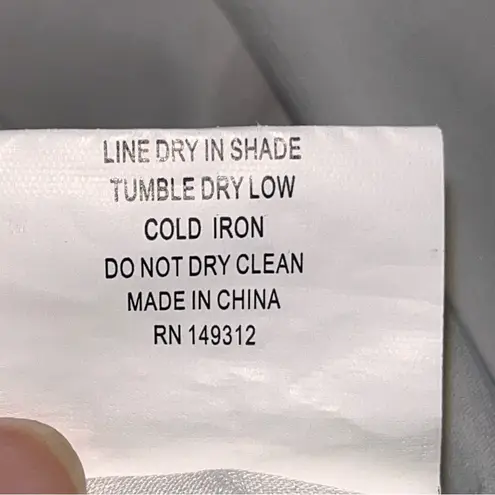 LINE DRY IN SHADE
TUMBLE DRY LOW
COLD IRON
DO NOT DRY CLEAN
MADE IN CHINA
RN 149312